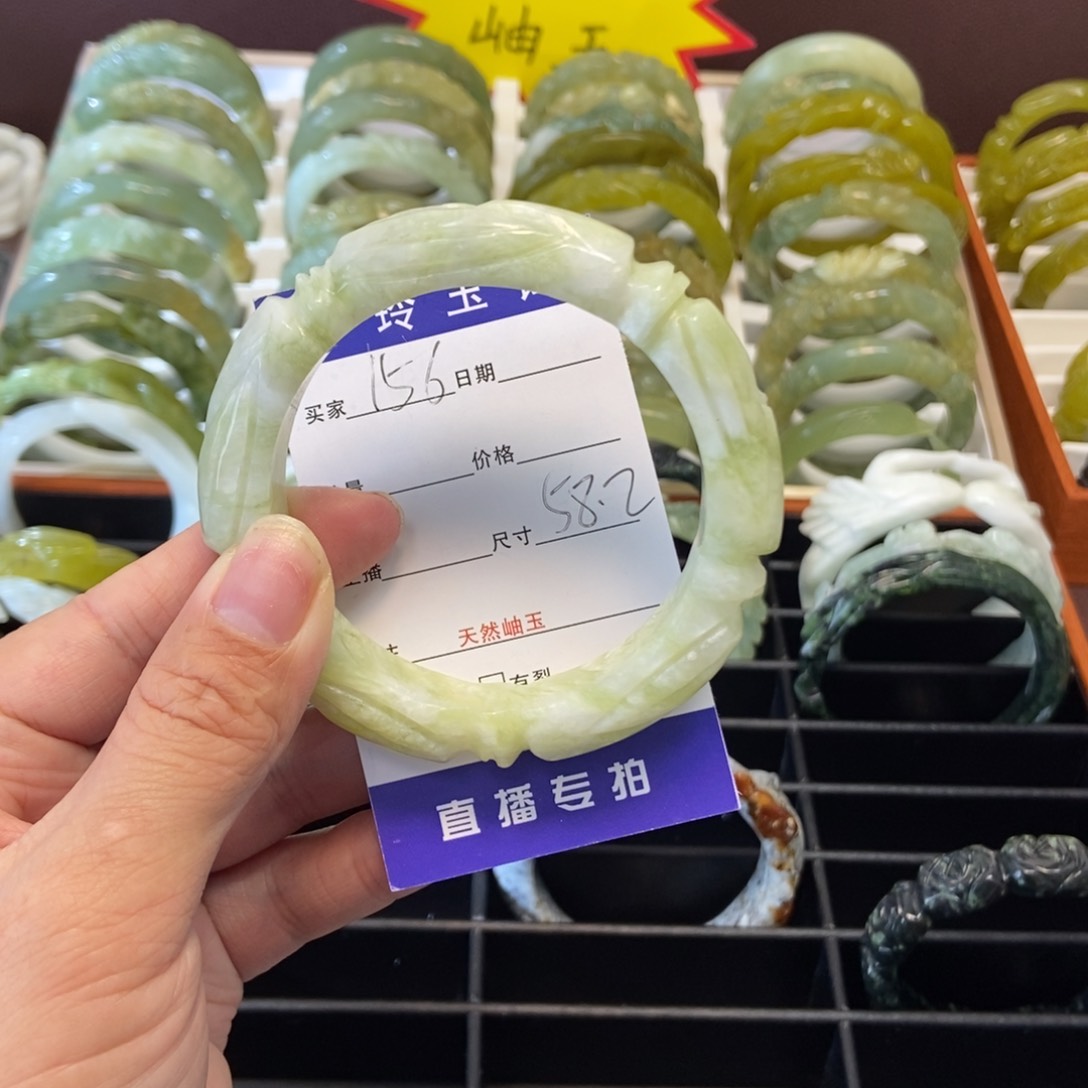 岫玉
玲玉
买家 156 日期
价格
尺寸 58.2
播
天然岫玉
有裂
直播专拍